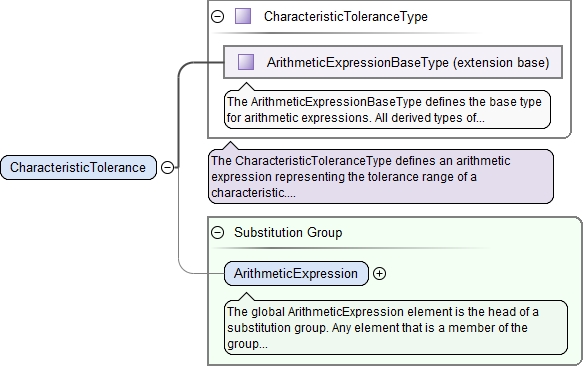 CharacteristicToleranceType
ArithmeticExpressionBaseType (extension base)
The ArithmeticExpressionBaseType defines the base type
for arithmetic expressions. All derived types of...
CharacteristicTolerance
The CharacteristicToleranceType defines an arithmetic
expression representing the tolerance range of a
characteristic....
Substitution Group
ArithmeticExpression
The global ArithmeticExpression element is the head of a
substitution group. Any element that is a member of the
group...